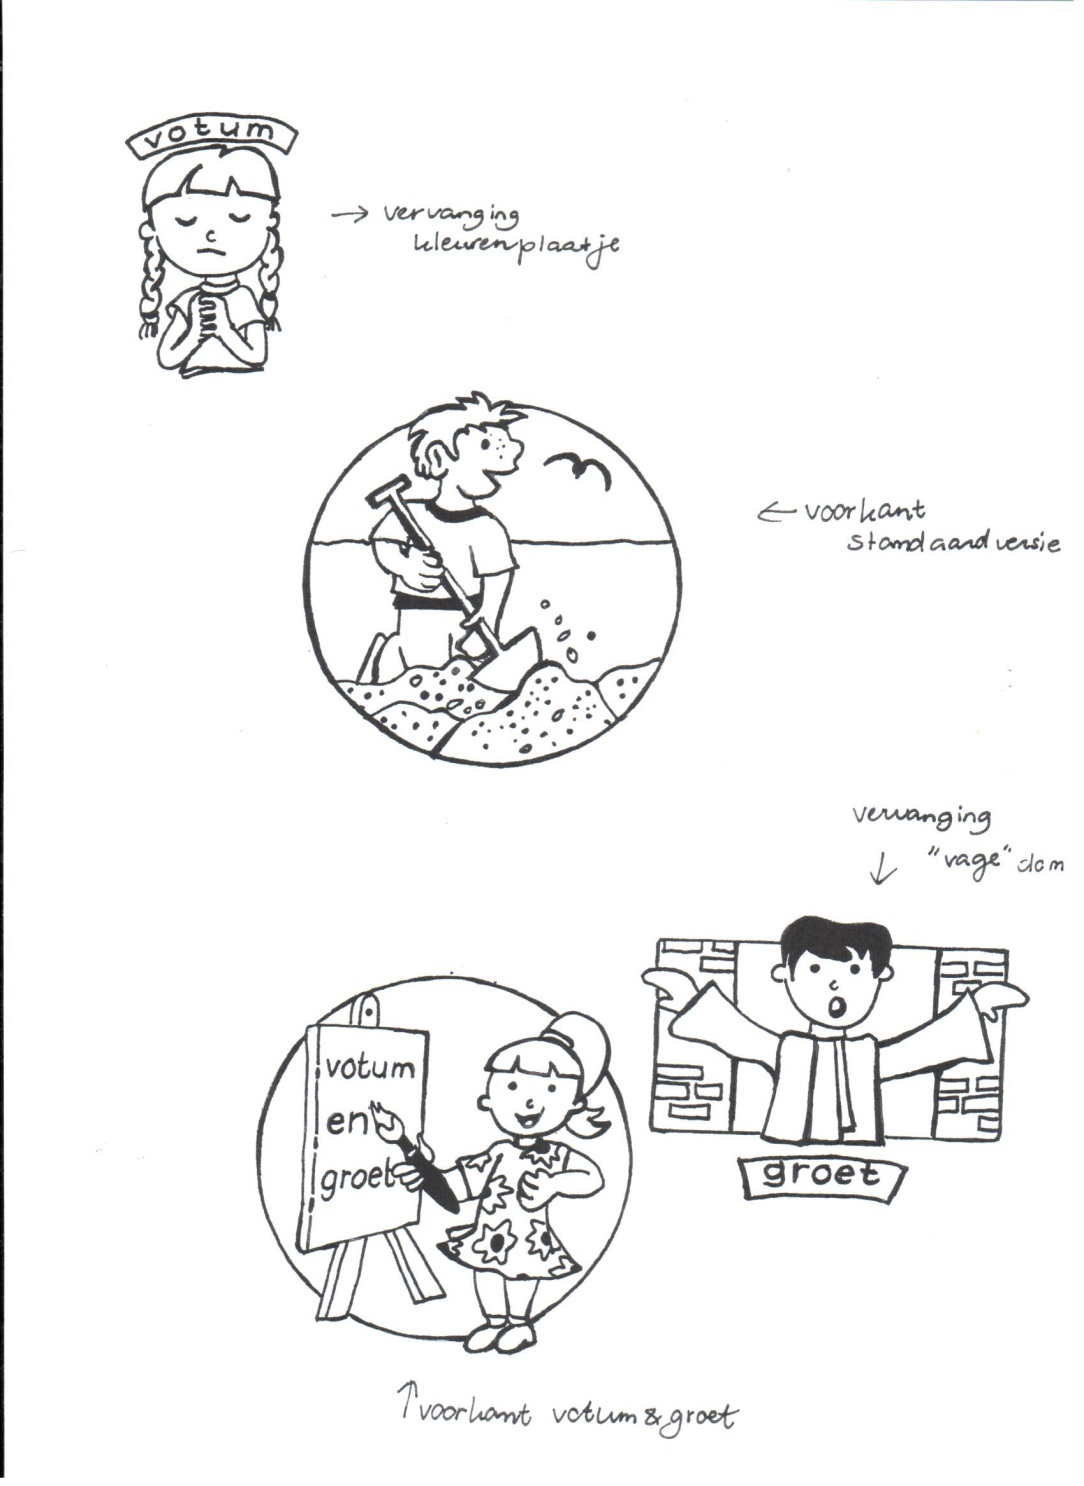 votum
→ vervanging
kleurenplaatje
← voorkant
standaardversie
vervanging
↓ "vage" dom
votum
en
groet
groet
↑ voorkant votum & groet